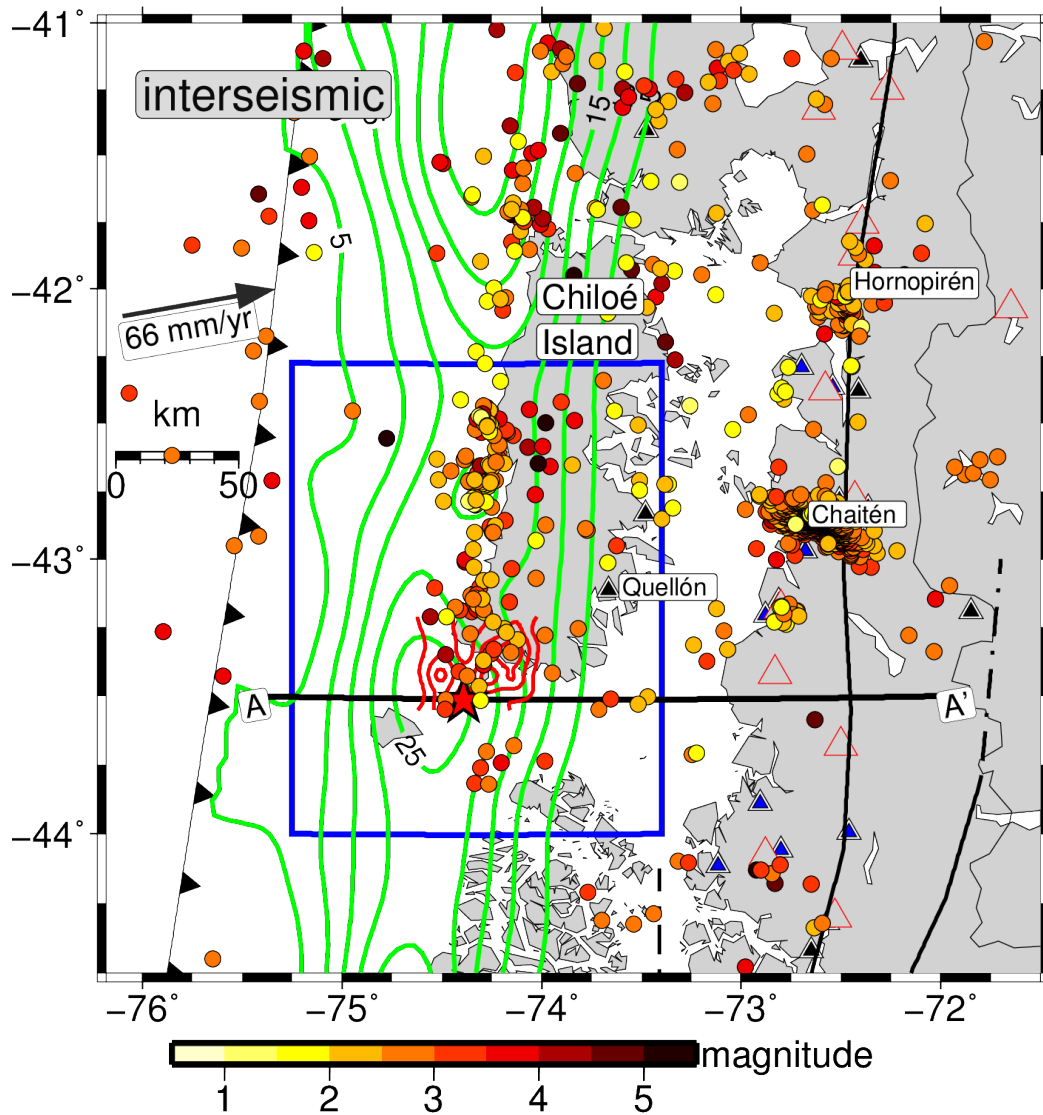 −41°
interseismic
15
5
−42°
66 mm/yr
Chiloé
Island
Hornopirén
km
0 50
Chaitén
−43°
Quellón
A
A’
25
−44°
−76° −75° −74° −73° −72°
magnitude
1 2 3 4 5